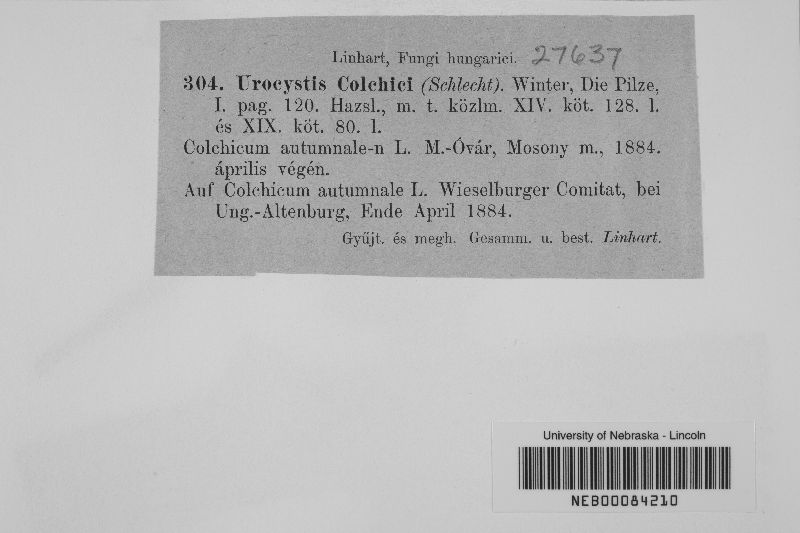 Linhart, Fungi hungarici. 27637
304. Urocystis Colchici (Schlecht). Winter, Die Pilze,
I. pag. 120. Hazsl., m. t. közlm. XIV. köt. 128. l.
és XIX. köt. 80. l.
Colchicum autumnale-n L. M.-Óvár, Mosony m., 1884.
április végén.
Auf Colchicum autumnale L. Wieselburger Comitat, bei
Ung.-Altenburg, Ende April 1884.
Gyűjt. és megh. Gesamm. u. best. Linhart.
University of Nebraska - Lincoln
NEB00084210